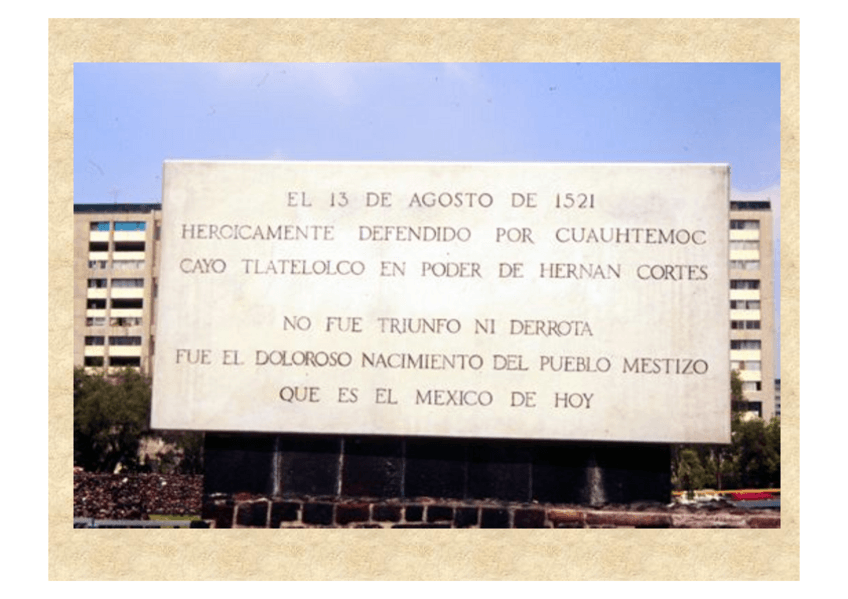 EL 13 DE AGOSTO DE 1521
HEROICAMENTE DEFENDIDO POR CUAUHTEMOC
CAYO TLATELOLCO EN PODER DE HERNAN CORTES
NO FUE TRIUNFO NI DERROTA
FUE EL DOLOROSO NACIMIENTO DEL PUEBLO MESTIZO
QUE ES EL MEXICO DE HOY